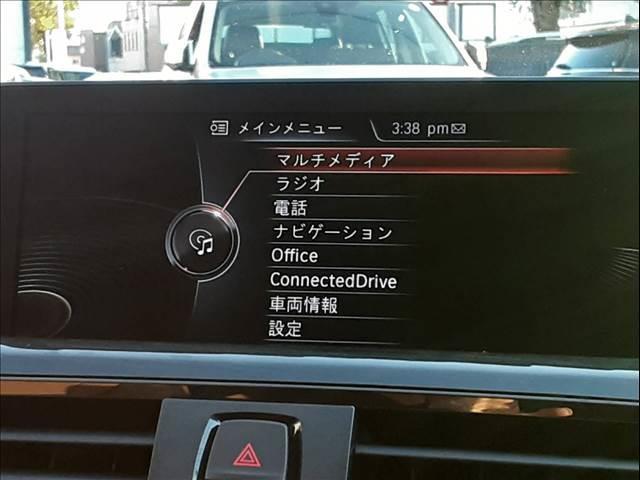 メインメニュー 3:38 pm
マルチメディア
ラジオ
電話
ナビゲーション
Office
ConnectedDrive
車両情報
設定